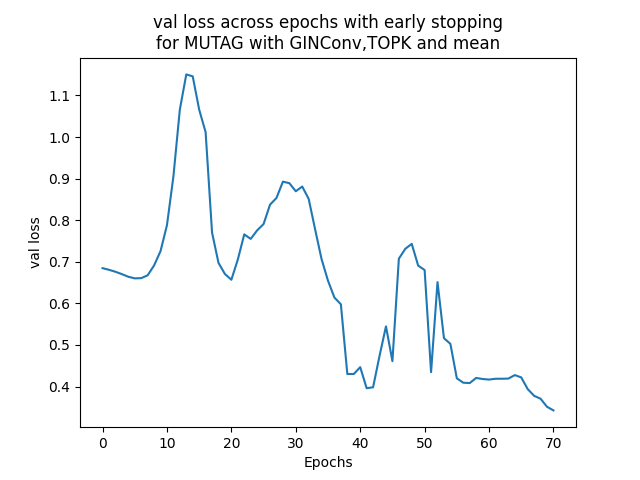 val loss across epochs with early stopping
for MUTAG with GINConv,TOPK and mean
1.1
1.0
0.9
0.8
0.7
0.6
0.5
0.4
val loss
0 10 20 30 40 50 60 70
Epochs